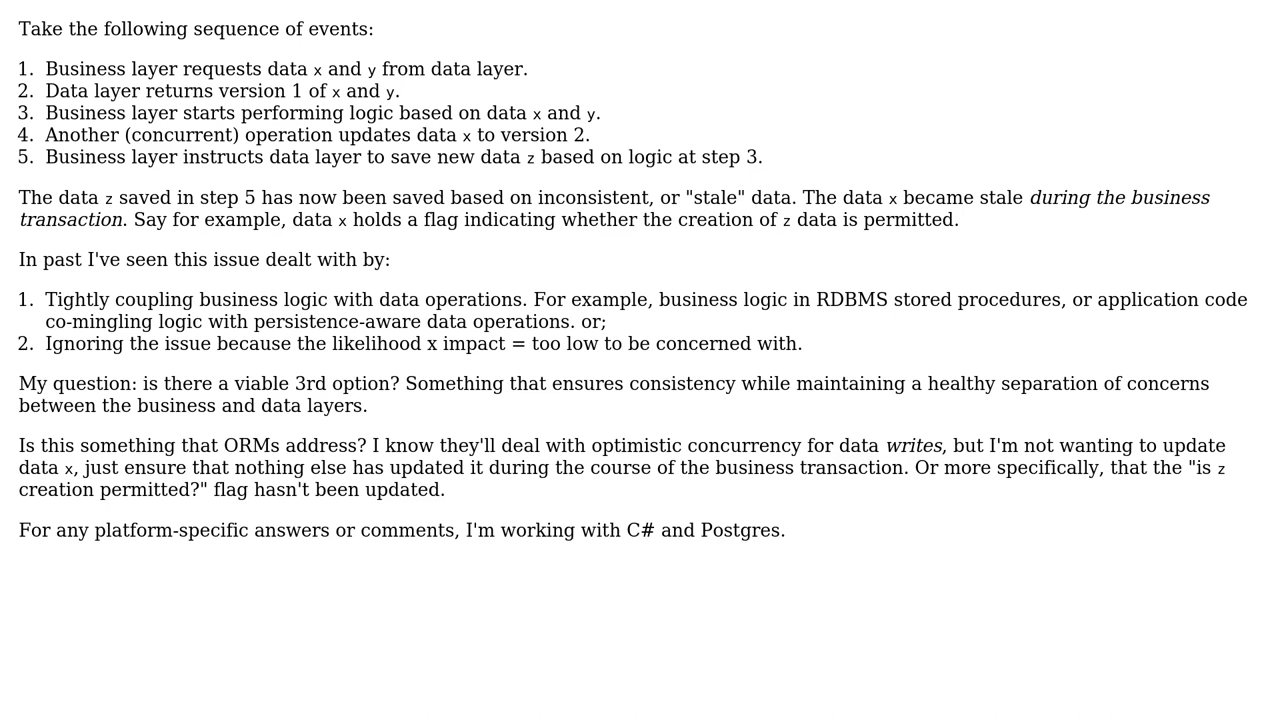 Take the following sequence of events:
1. Business layer requests data x and y from data layer.
2. Data layer returns version 1 of x and y.
3. Business layer starts performing logic based on data x and y.
4. Another (concurrent) operation updates data x to version 2.
5. Business layer instructs data layer to save new data z based on logic at step 3.
The data z saved in step 5 has now been saved based on inconsistent, or "stale" data. The data x became stale during the business
transaction. Say for example, data x holds a flag indicating whether the creation of z data is permitted.
In past I've seen this issue dealt with by:
1. Tightly coupling business logic with data operations. For example, business logic in RDBMS stored procedures, or application code
co-mingling logic with persistence-aware data operations. or;
2. Ignoring the issue because the likelihood x impact = too low to be concerned with.
My question: is there a viable 3rd option? Something that ensures consistency while maintaining a healthy separation of concerns
between the business and data layers.
Is this something that ORMs address? I know they'll deal with optimistic concurrency for data writes, but I'm not wanting to update
data x, just ensure that nothing else has updated it during the course of the business transaction. Or more specifically, that the "is z
creation permitted?" flag hasn't been updated.
For any platform-specific answers or comments, I'm working with C# and Postgres.